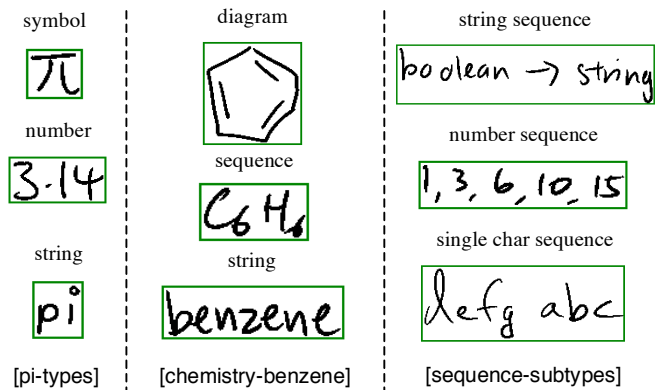 symbol
π
number
3.14
string
pi
[pi-types]
diagram
sequence
C6H6
string
benzene
[chemistry-benzene]
string sequence
boolean → string
number sequence
1, 3, 6, 10, 15
single char sequence
defg abc
[sequence-subtypes]